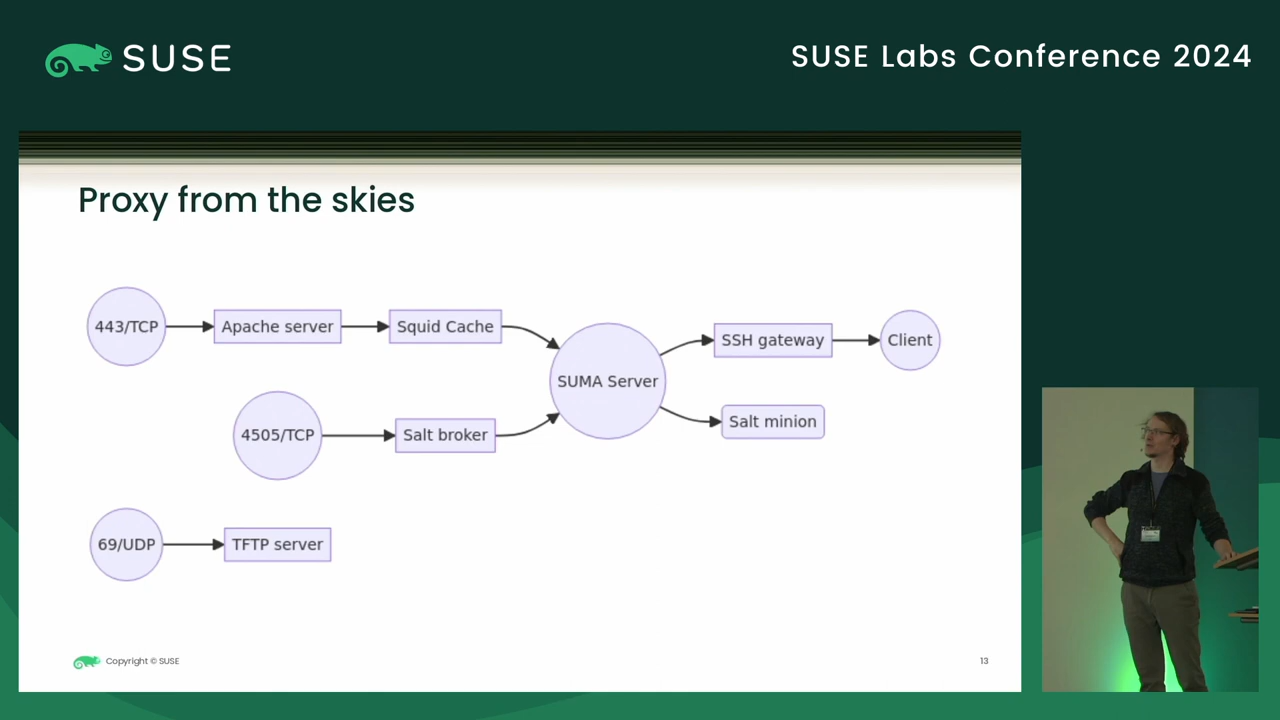 SUSE
SUSE Labs Conference 2024
Proxy from the skies
443/TCP
Apache server
Squid Cache
SUMA Server
SSH gateway
Client
4505/TCP
Salt broker
Salt minion
69/UDP
TFTP server
Copyright © SUSE
13